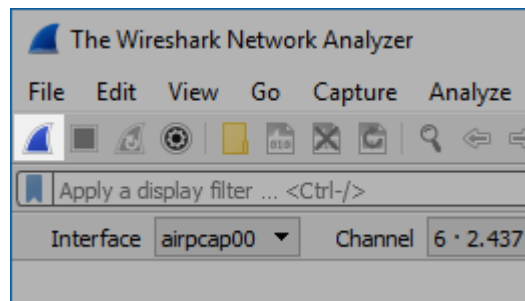 The Wireshark Network Analyzer
File Edit View Go Capture Analyze
Apply a display filter ... <Ctrl-/>
Interface airpcap00 Channel 6 · 2.437